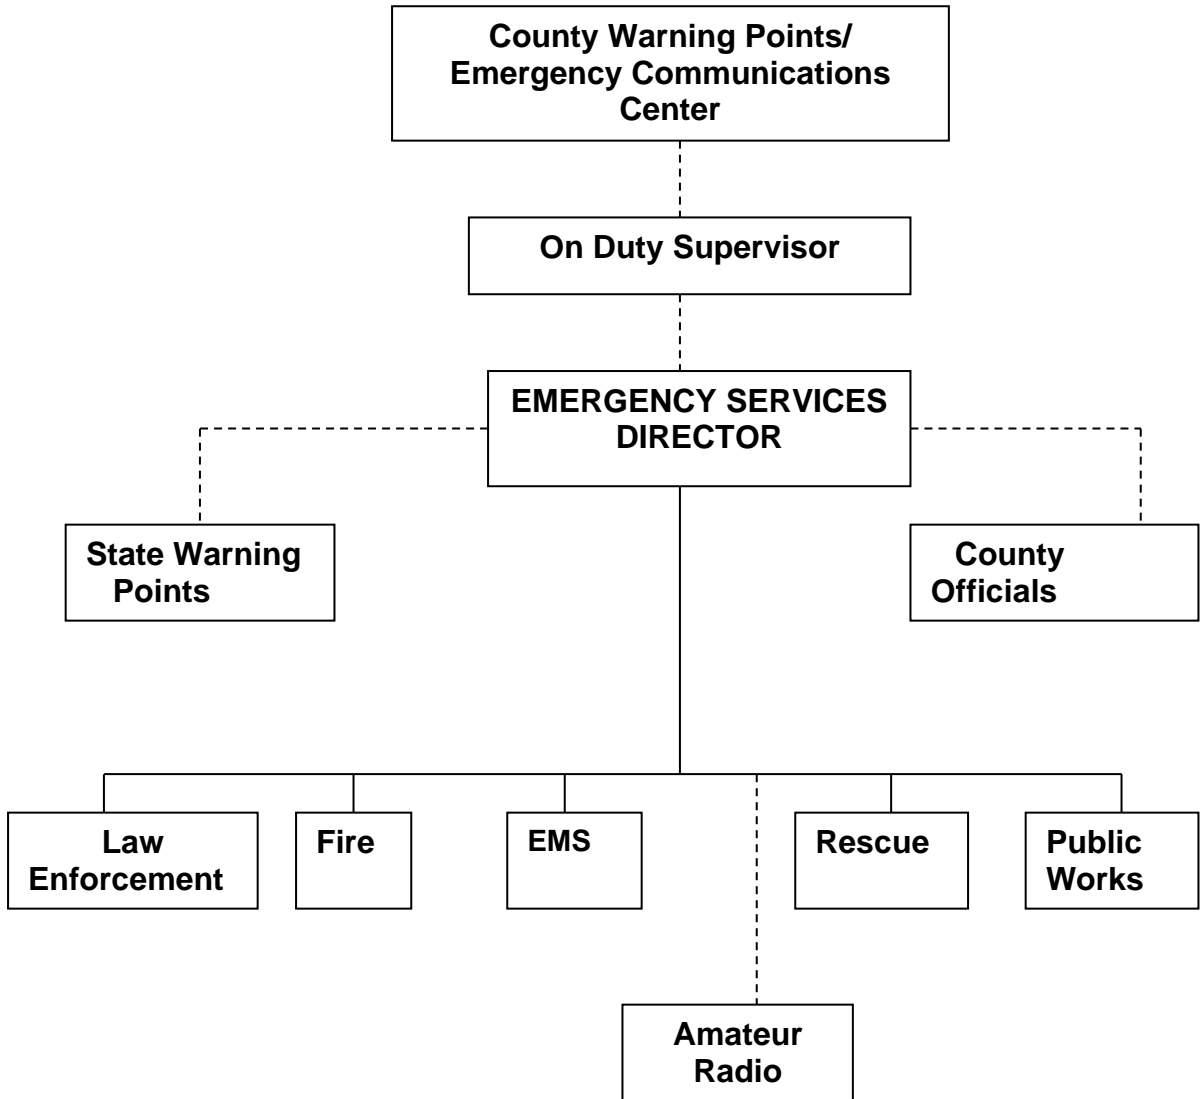 County Warning Points/
Emergency Communications
Center
On Duty Supervisor
EMERGENCY SERVICES
DIRECTOR
State Warning
Points
County
Officials
Law
Enforcement
Fire
EMS
Rescue
Public
Works
Amateur
Radio